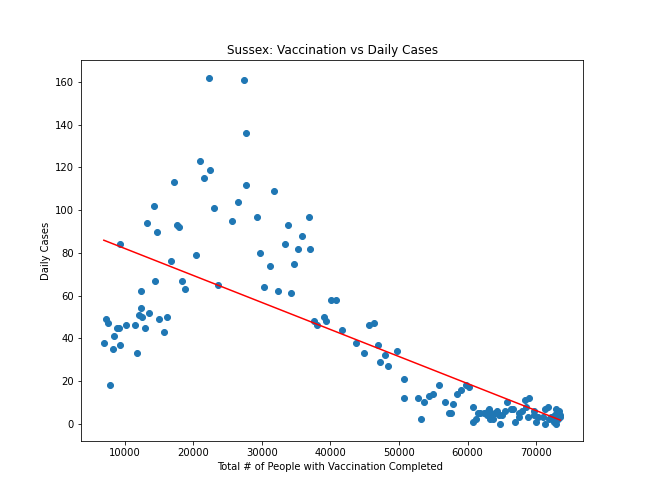 Sussex: Vaccination vs Daily Cases
160
140
120
100
80
60
40
20
0
Daily Cases
10000 20000 30000 40000 50000 60000 70000
Total # of People with Vaccination Completed